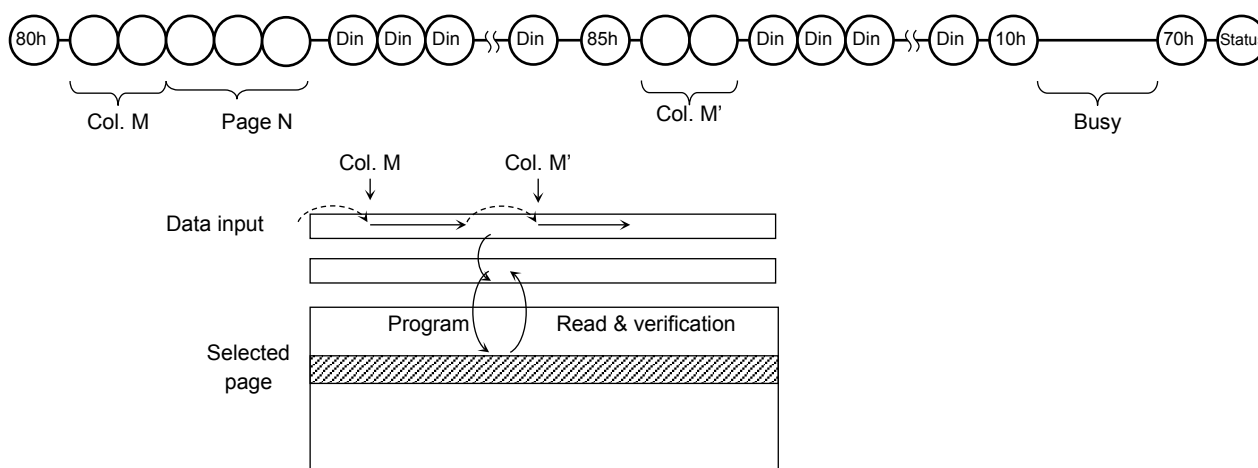 80h Din Din Din Din 85h Din Din Din Din 10h 70h Statu
Col. M Page N Col. M’ Busy
Col. M Col. M’
Data input
Program Read & verification
Selected
page